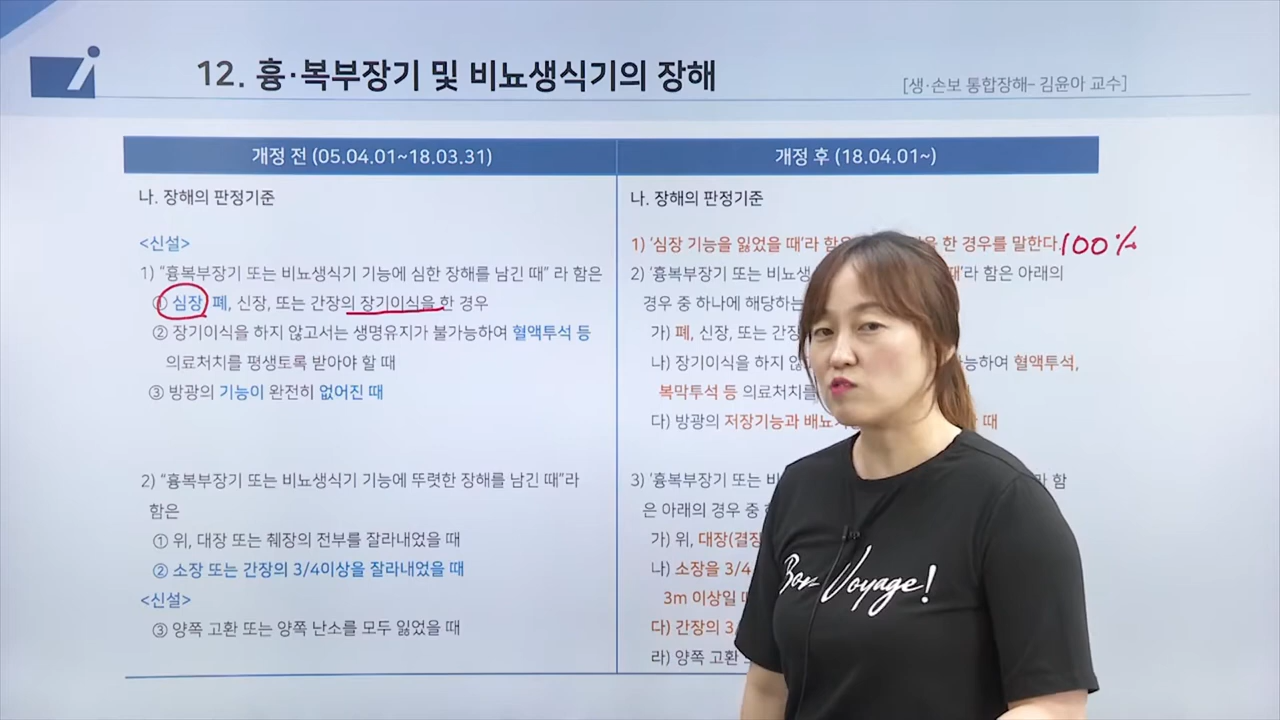 12. 흉·복부장기 및 비뇨생식기의 장해
[생·손보 통합장해– 김윤아 교수]
개정 전 (05.04.01~18.03.31)
나. 장해의 판정기준
<신설>
1) “흉복부장기 또는 비뇨생식기 기능에 심한 장해를 남긴 때” 라 함은
① 심장 폐, 신장, 또는 간장의 장기이식을 한 경우
② 장기이식을 하지 않고서는 생명유지가 불가능하여 혈액투석 등
의료처치를 평생토록 받아야 할 때
③ 방광의 기능이 완전히 없어진 때
2) “흉복부장기 또는 비뇨생식기 기능에 뚜렷한 장해를 남긴 때”라
함은
① 위, 대장 또는 췌장의 전부를 잘라내었을 때
② 소장 또는 간장의 3/4이상을 잘라내었을 때
<신설>
③ 양쪽 고환 또는 양쪽 난소를 모두 잃었을 때
개정 후 (18.04.01~)
나. 장해의 판정기준
1) ‘심장 기능을 잃었을 때’라 함은 한 경우를 말한다. 100%
2) ‘흉복부장기 또는 비뇨생 때’라 함은 아래의
경우 중 하나에 해당하는
가) 폐, 신장, 또는 간장
나) 장기이식을 하지 않고 가능하여 혈액투석,
복막투석 등 의료처치를
다) 방광의 저장기능과 배뇨 때
3) ‘흉복부장기 또는 비 라 함
은 아래의 경우 중
가) 위, 대장(결장
나) 소장을 3/4
3m 이상일
다) 간장의 3
라) 양쪽 고환
Bon Voyage!